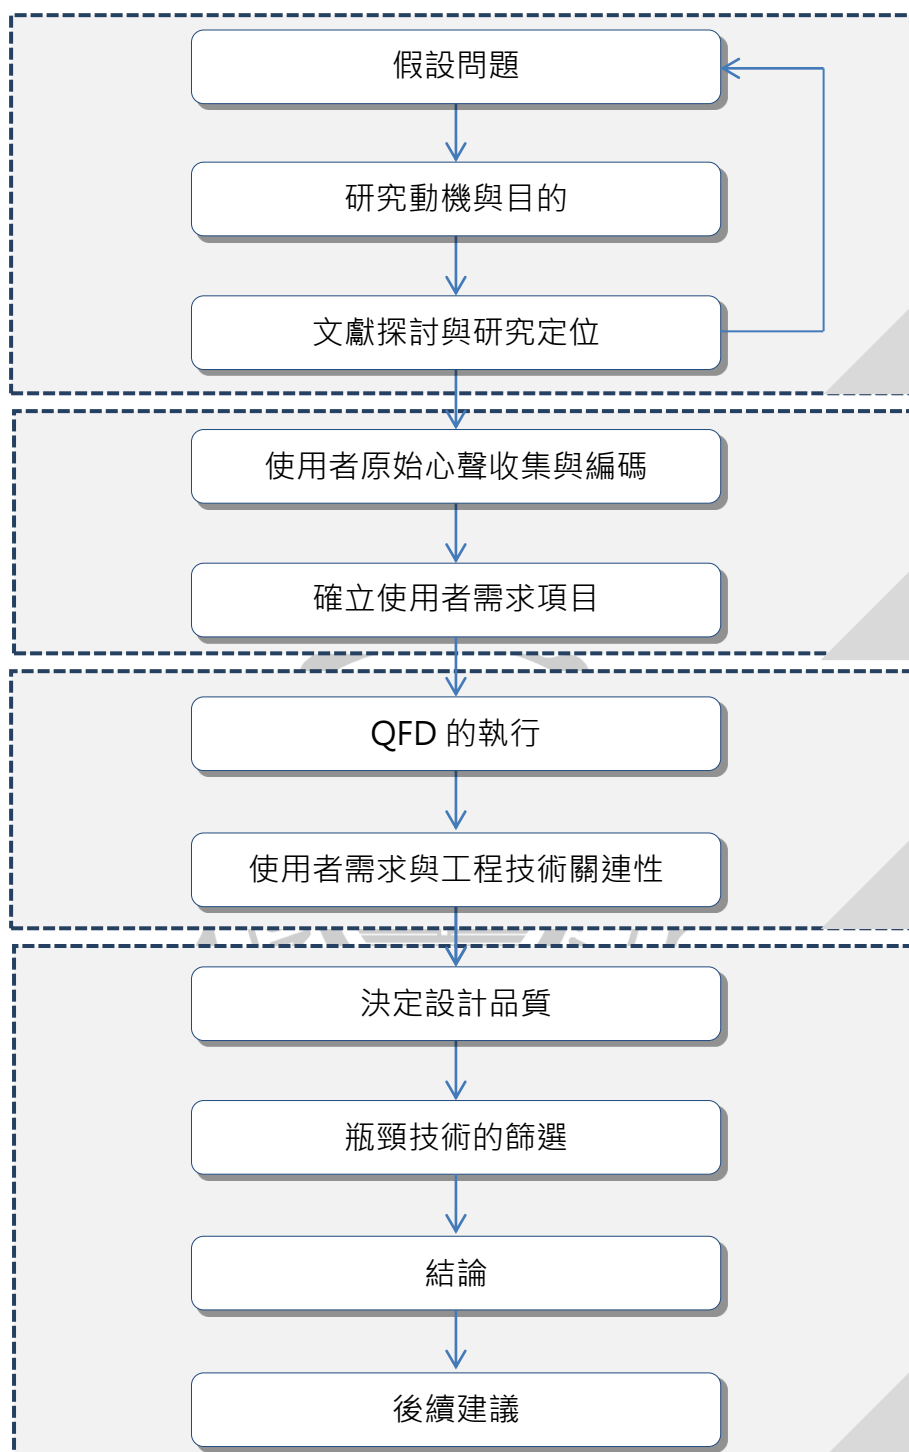 假設問題
研究動機與目的
文獻探討與研究定位
使用者原始心聲收集與編碼
確立使用者需求項目
QFD 的執行
使用者需求與工程技術關連性
決定設計品質
瓶頸技術的篩選
結論
後續建議